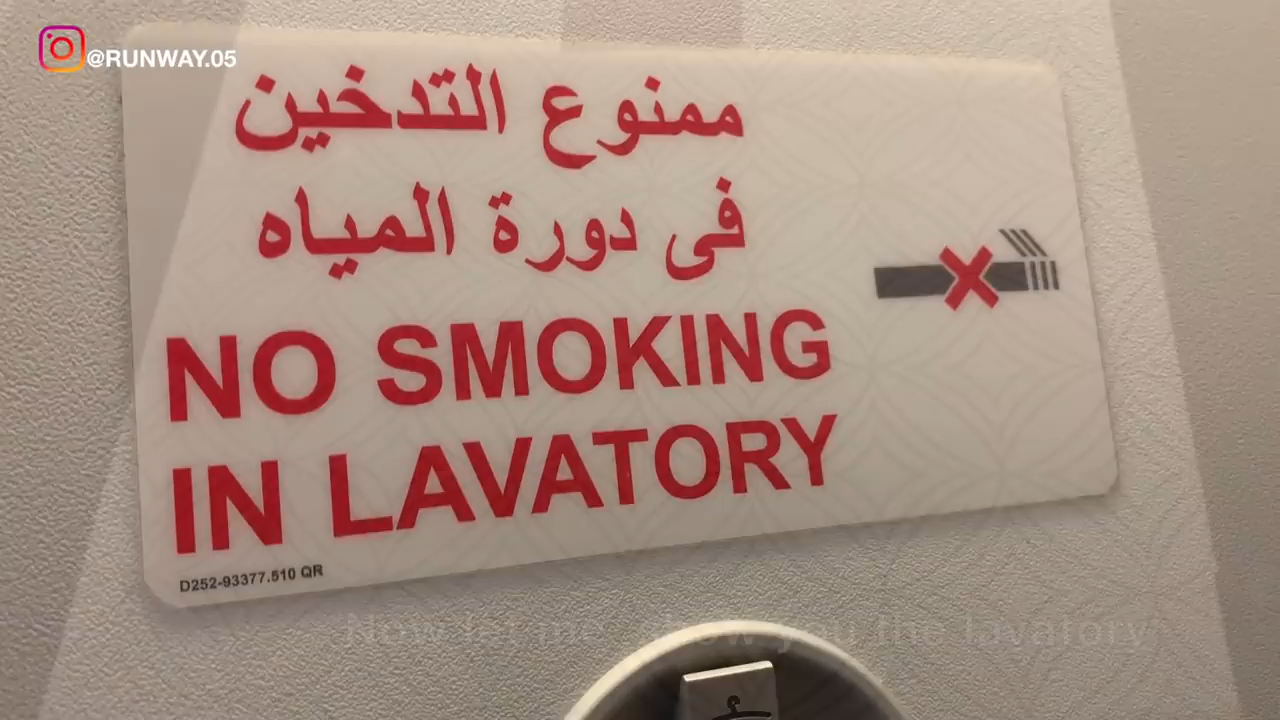 @RUNWAY.05
ممنوع التدخين
فى دورة المياه
NO SMOKING
IN LAVATORY
D252-93377.510 QR
Now let me show you the lavatory